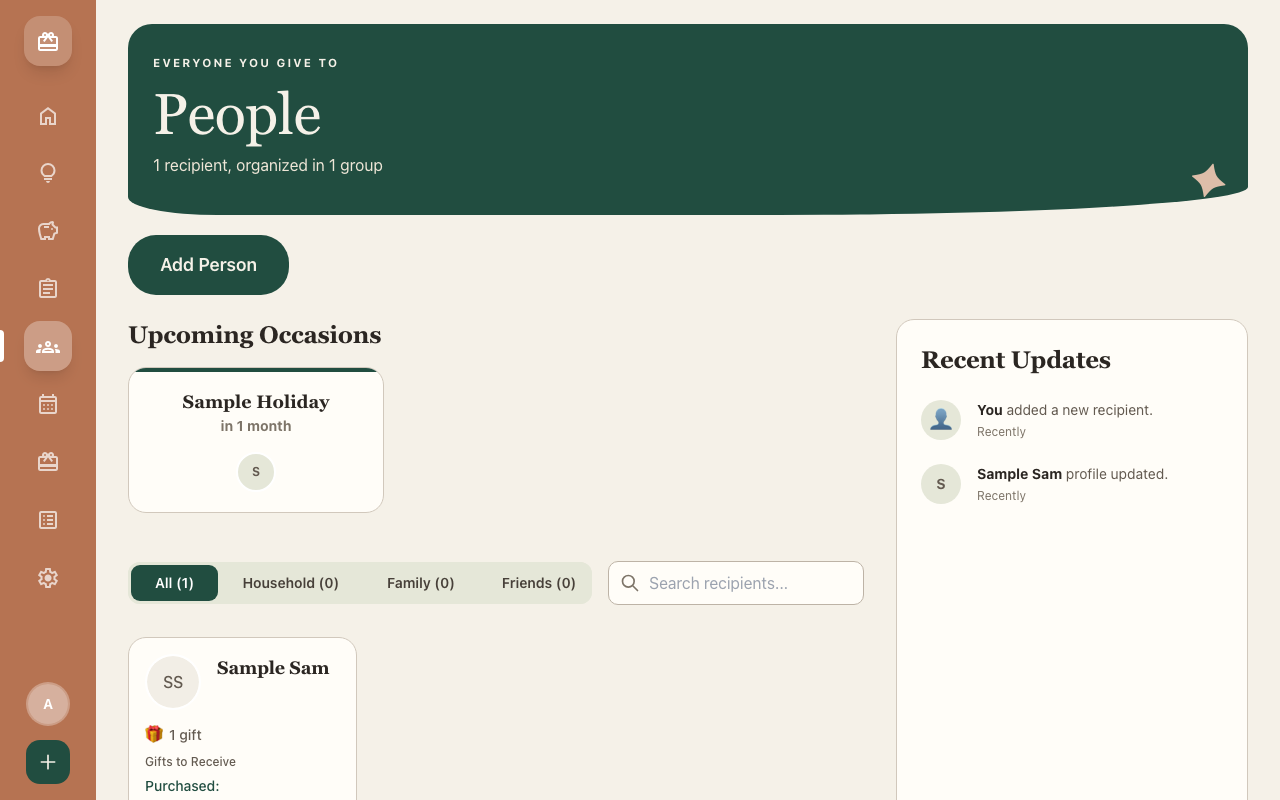 EVERYONE YOU GIVE TO
People
1 recipient, organized in 1 group
Add Person
Upcoming Occasions
Sample Holiday
in 1 month
S
All (1)
Household (0)
Family (0)
Friends (0)
Search recipients...
SS
Sample Sam
1 gift
Gifts to Receive
Purchased:
Recent Updates
You added a new recipient.
Recently
S
Sample Sam profile updated.
Recently
A